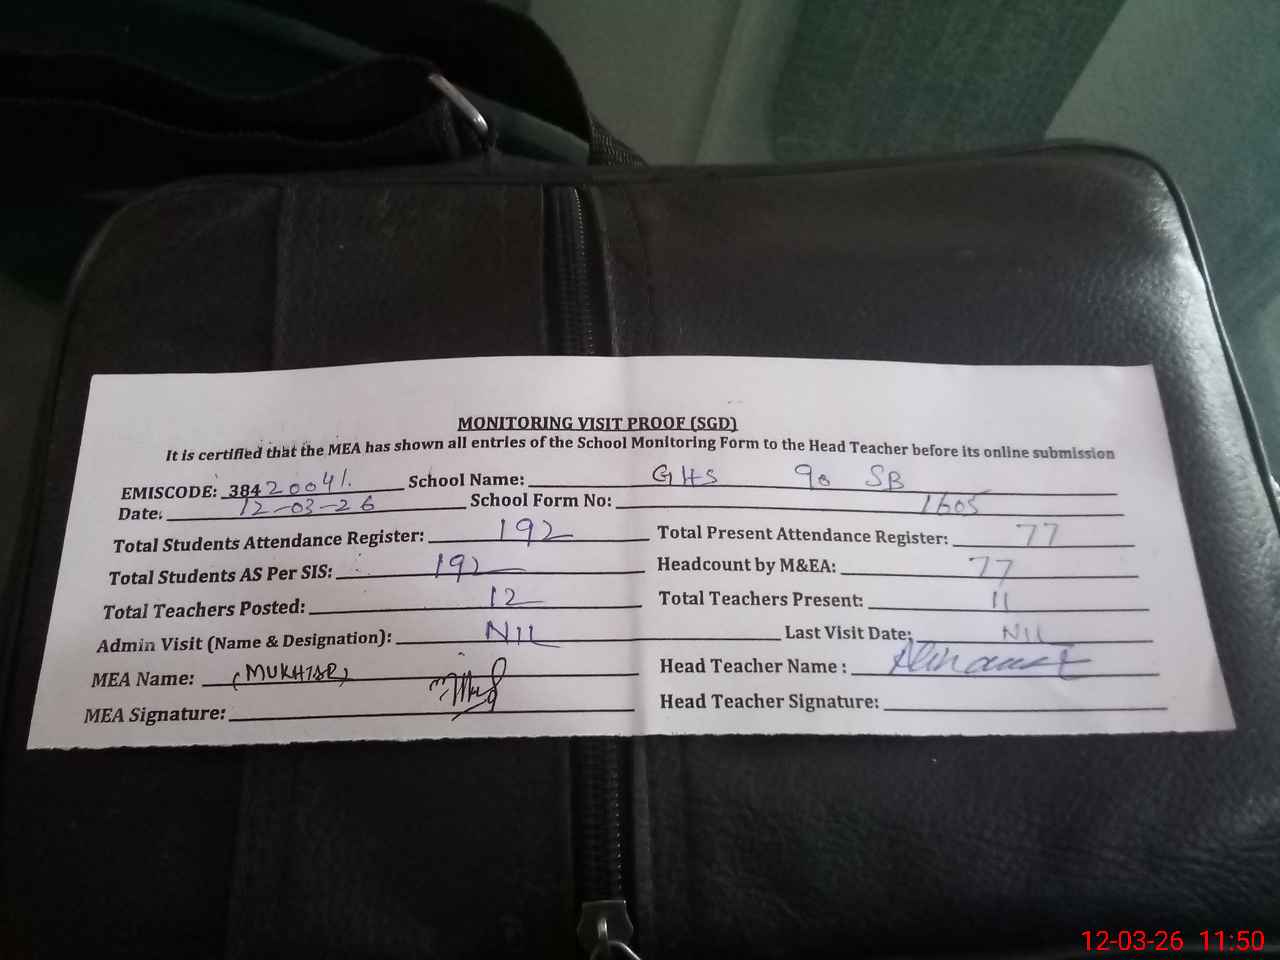 MONITORING VISIT PROOF (SGD)
It is certified that the MEA has shown all entries of the School Monitoring Form to the Head Teacher before its online submission
EMISCODE: 38420041. School Name: GHS 90 SB
Date: 12-03-26 School Form No: 1605
Total Students Attendance Register: 192 Total Present Attendance Register: 77
Total Students AS Per SIS: 192 Headcount by M&EA: 77
Total Teachers Posted: 12 Total Teachers Present: 11
Admin Visit (Name & Designation): NIL Last Visit Date: NIL
MEA Name: (MUKHTAR) Head Teacher Name :
MEA Signature: Head Teacher Signature:
12-03-26 11:50